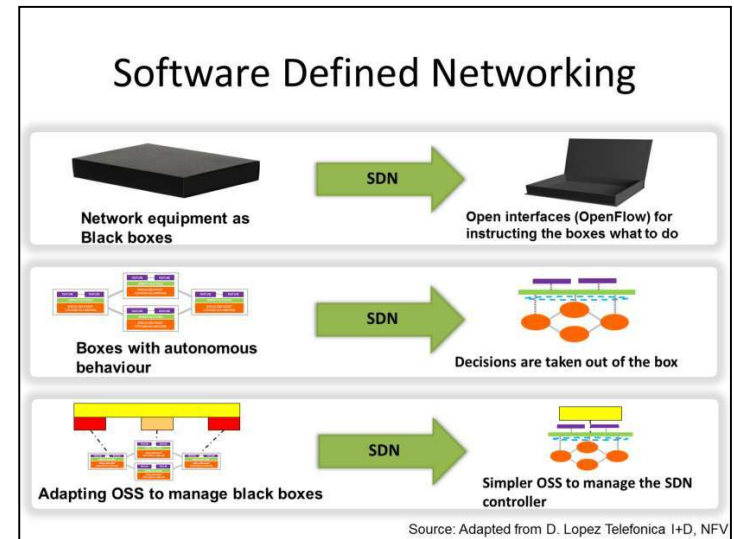 Software Defined Networking
SDN
Network equipment as
Black boxes
Open interfaces (OpenFlow) for
instructing the boxes what to do
SDN
Boxes with autonomous
behaviour
Decisions are taken out of the box
SDN
Adapting OSS to manage black boxes
Simpler OSS to manage the SDN
controller
Source: Adapted from D. Lopez Telefonica I+D, NFV